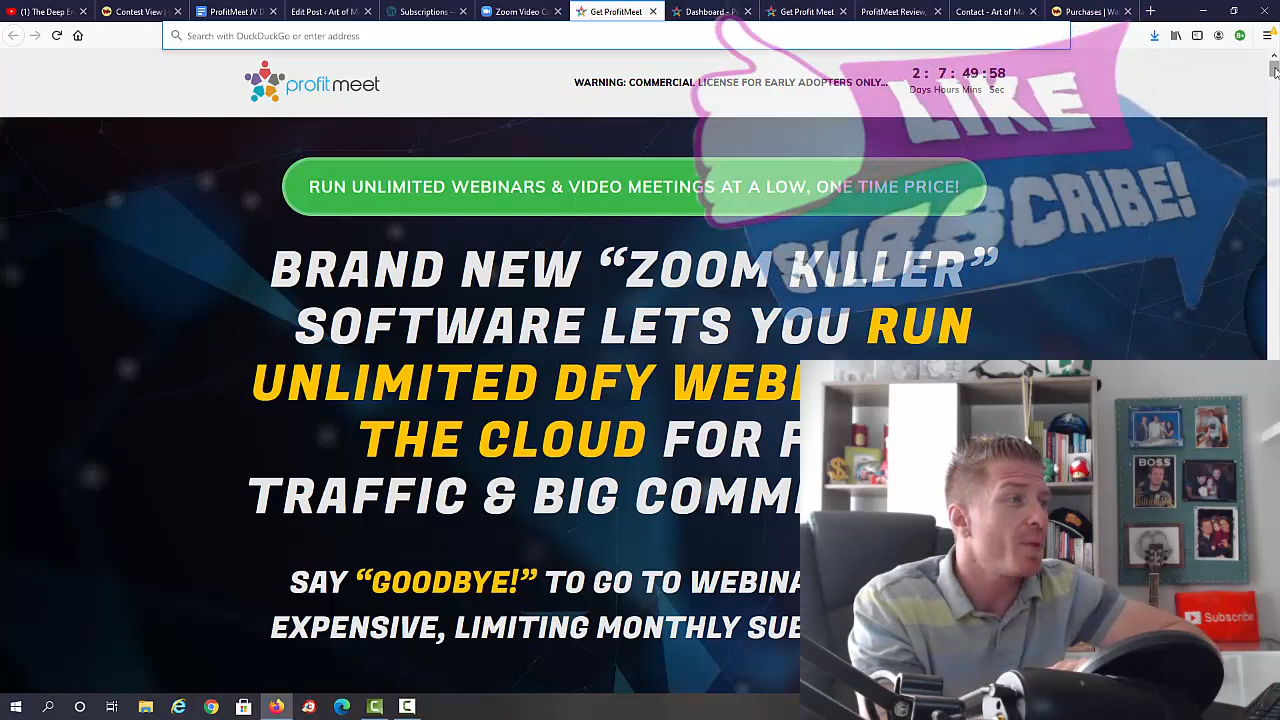 (1) The Deep En
Contest View |
ProfitMeet JV D
Edit Post ‹ Art of M
Subscriptions –
Zoom Video C
Get ProfitMeet
Dashboard - P
Get Profit Meet
ProfitMeet Review,
Contact - Art of Ma
Purchases | Wa
Search with DuckDuckGo or enter address
profitmeet
WARNING: COMMERCIAL LICENSE FOR EARLY ADOPTERS ONLY...
2 : 7 : 49 : 58
Days Hours Mins Sec
LIKE
SUBSCRIBE!
RUN UNLIMITED WEBINARS & VIDEO MEETINGS AT A LOW, ONE TIME PRICE!
BRAND NEW “ZOOM KILLER”
SOFTWARE LETS YOU RUN
UNLIMITED DFY WEBI
THE CLOUD FOR F
TRAFFIC & BIG COMM
SAY “GOODBYE!” TO GO TO WEBINA
EXPENSIVE, LIMITING MONTHLY SUB
BOSS
Subscribe